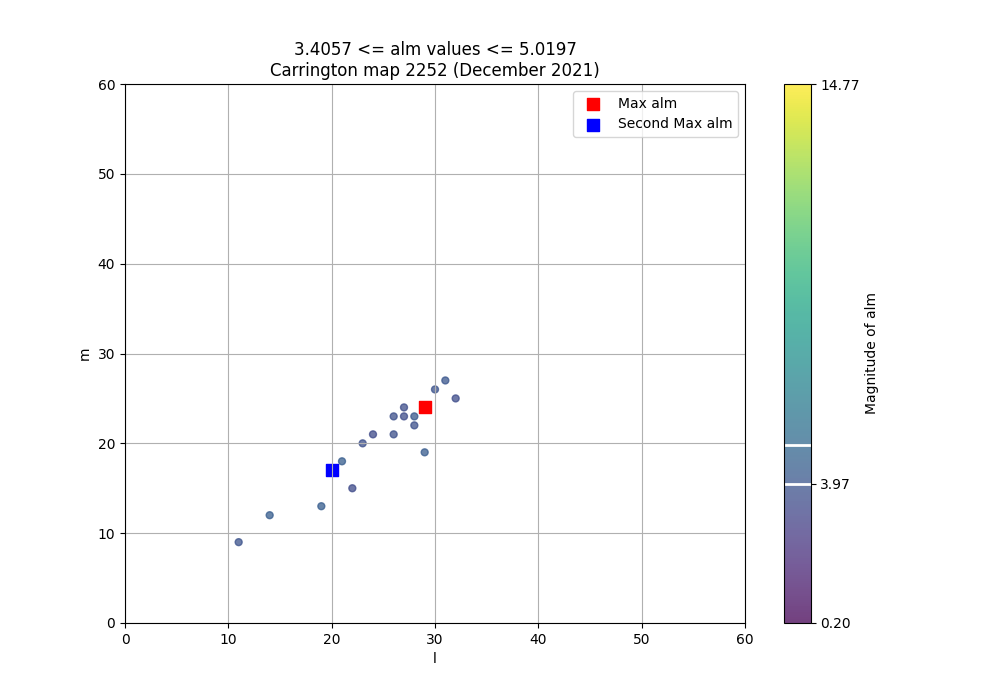 3.4057 <= alm values <= 5.0197
Carrington map 2252 (December 2021)
60
50
40
30
20
10
0
m
0 10 20 30 40 50 60
l
Max alm
Second Max alm
14.77
3.97
0.20
Magnitude of alm